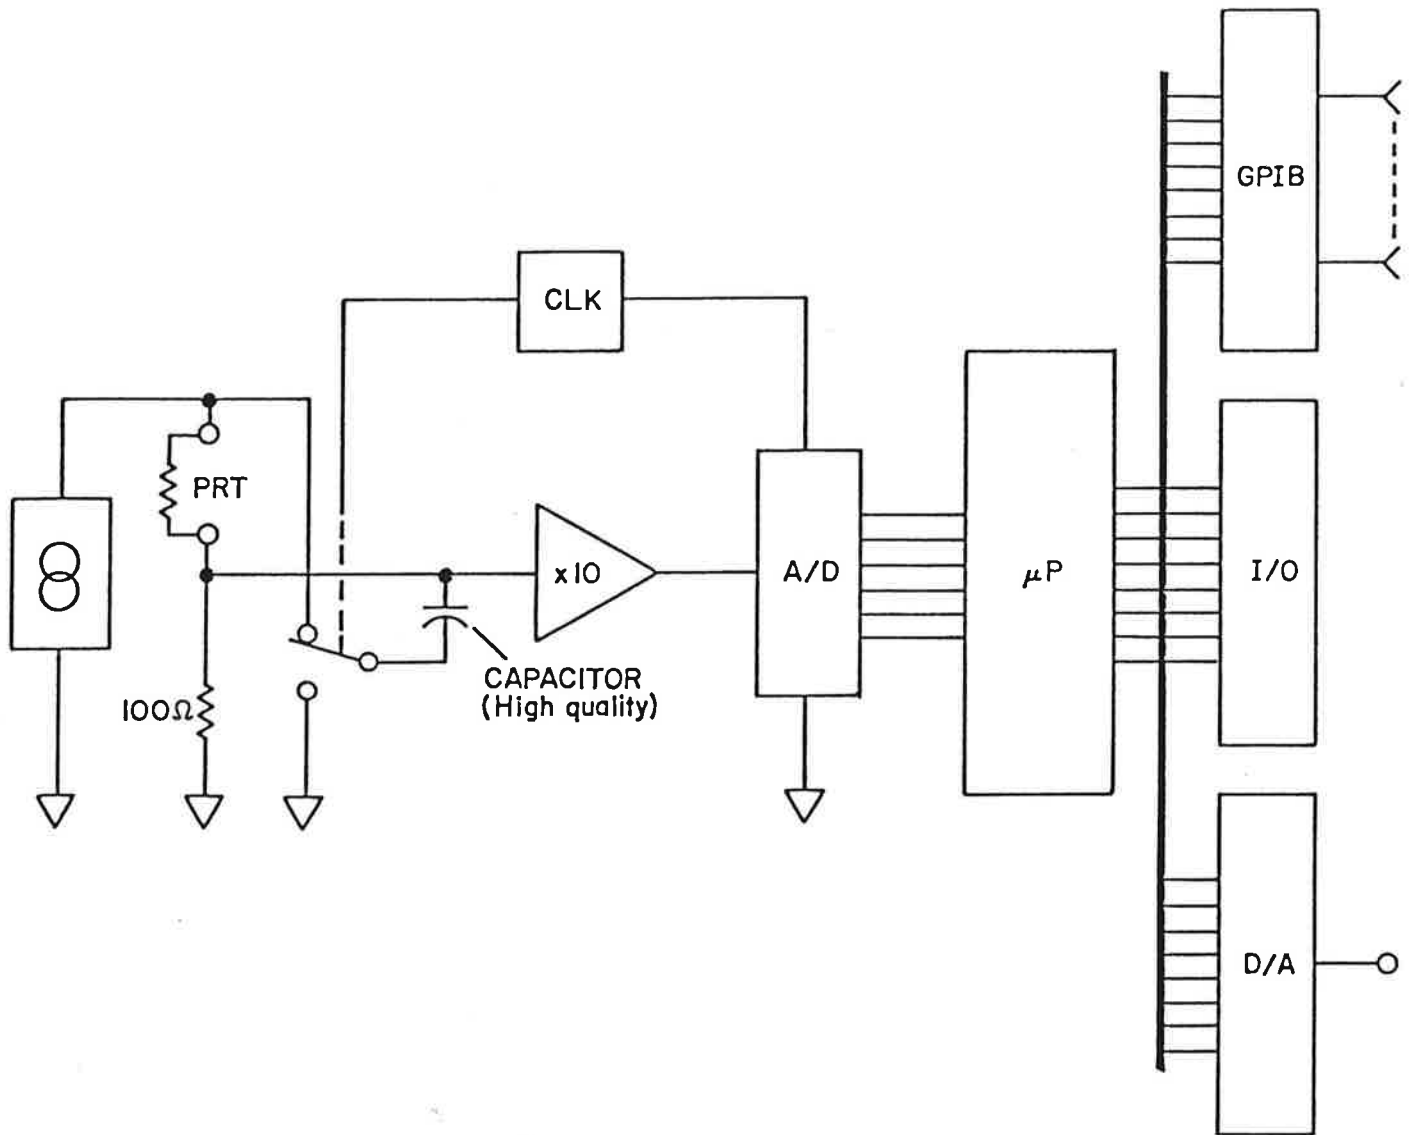 GPIB
CLK
PRT
x10
A/D
μP
I/O
100Ω
CAPACITOR
(High quality)
D/A